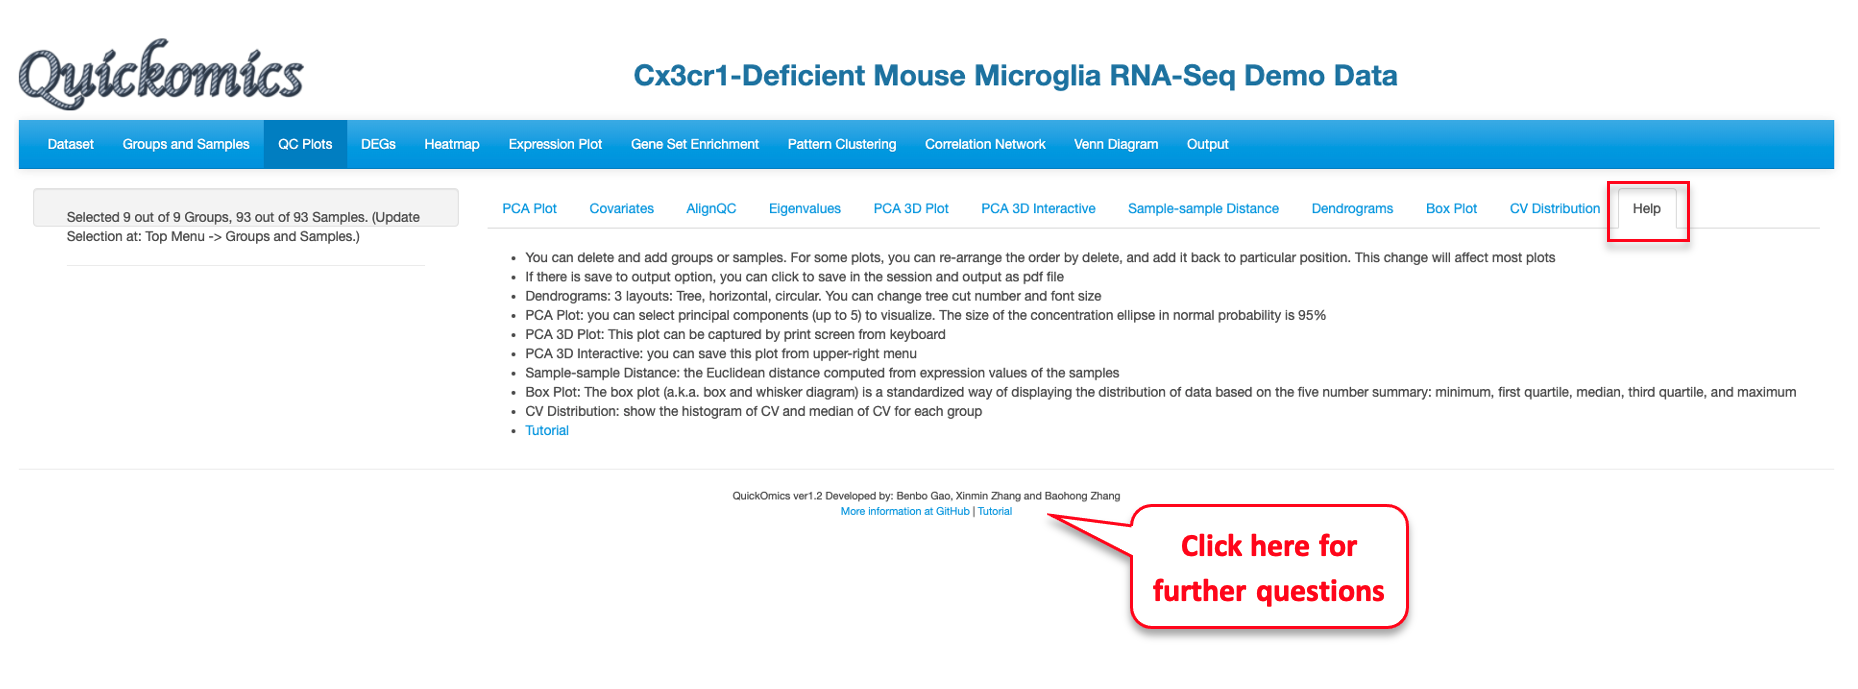 Quickomics
Cx3cr1-Deficient Mouse Microglia RNA-Seq Demo Data
Dataset Groups and Samples QC Plots DEGs Heatmap Expression Plot Gene Set Enrichment Pattern Clustering Correlation Network Venn Diagram Output
Selected 9 out of 9 Groups, 93 out of 93 Samples. (Update
Selection at: Top Menu -> Groups and Samples.)
PCA Plot Covariates AlignQC Eigenvalues PCA 3D Plot PCA 3D Interactive Sample-sample Distance Dendrograms Box Plot CV Distribution Help
• You can delete and add groups or samples. For some plots, you can re-arrange the order by delete, and add it back to particular position. This change will affect most plots
• If there is save to output option, you can click to save in the session and output as pdf file
• Dendrograms: 3 layouts: Tree, horizontal, circular. You can change tree cut number and font size
• PCA Plot: you can select principal components (up to 5) to visualize. The size of the concentration ellipse in normal probability is 95%
• PCA 3D Plot: This plot can be captured by print screen from keyboard
• PCA 3D Interactive: you can save this plot from upper-right menu
• Sample-sample Distance: the Euclidean distance computed from expression values of the samples
• Box Plot: The box plot (a.k.a. box and whisker diagram) is a standardized way of displaying the distribution of data based on the five number summary: minimum, first quartile, median, third quartile, and maximum
• CV Distribution: show the histogram of CV and median of CV for each group
• Tutorial
QuickOmics ver1.2 Developed by: Benbo Gao, Xinmin Zhang and Baohong Zhang
More information at GitHub | Tutorial
Click here for
further questions